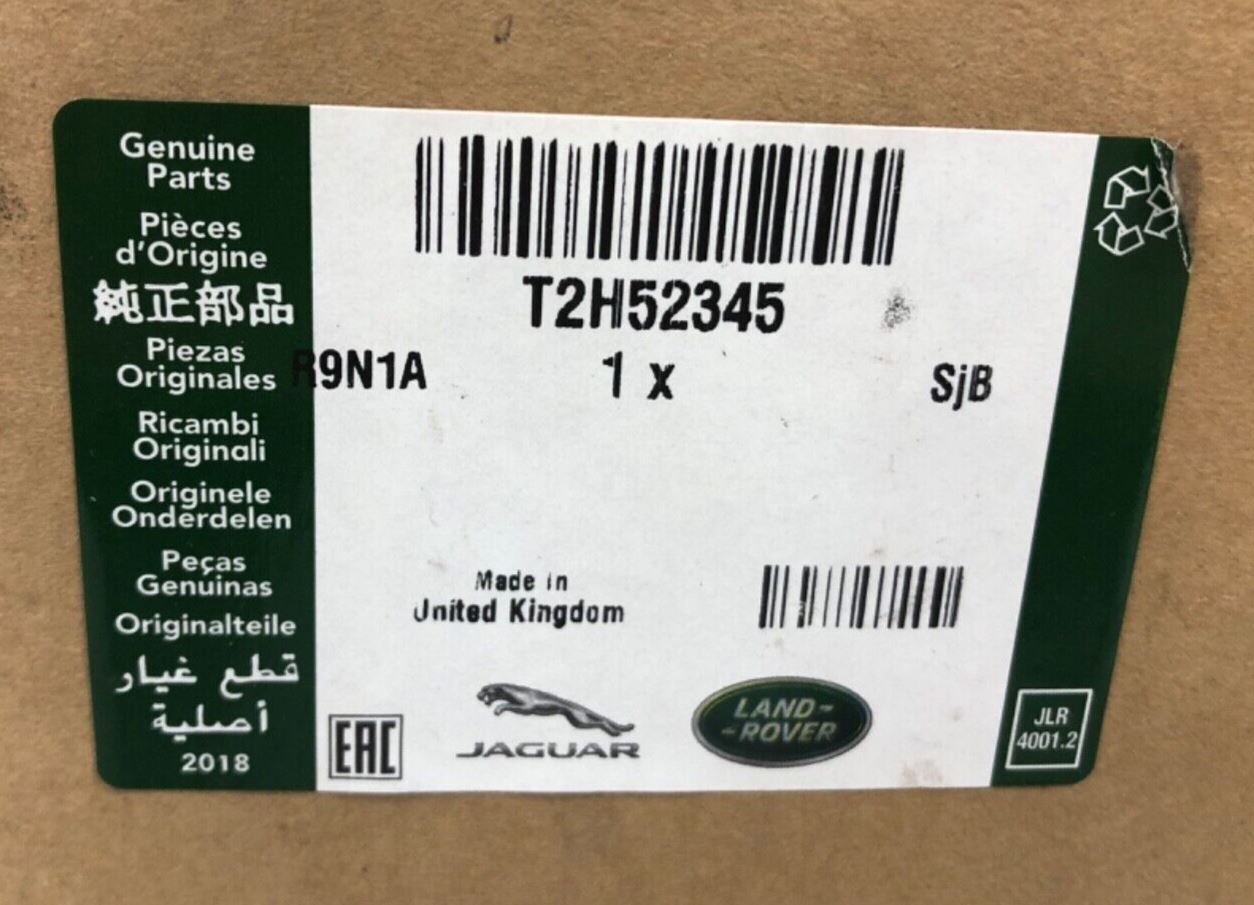 Genuine
Parts
Pièces
d'Origine
純正部品
Piezas
Originales
Ricambi
Originali
Originele
Onderdelen
Peças
Genuinas
Originalteile
قطع غيار
أصلية
2018
T2H52345
R9N1A 1 x SjB
Made in
United Kingdom
EAC
JAGUAR
LAND-
-ROVER
JLR
4001.2